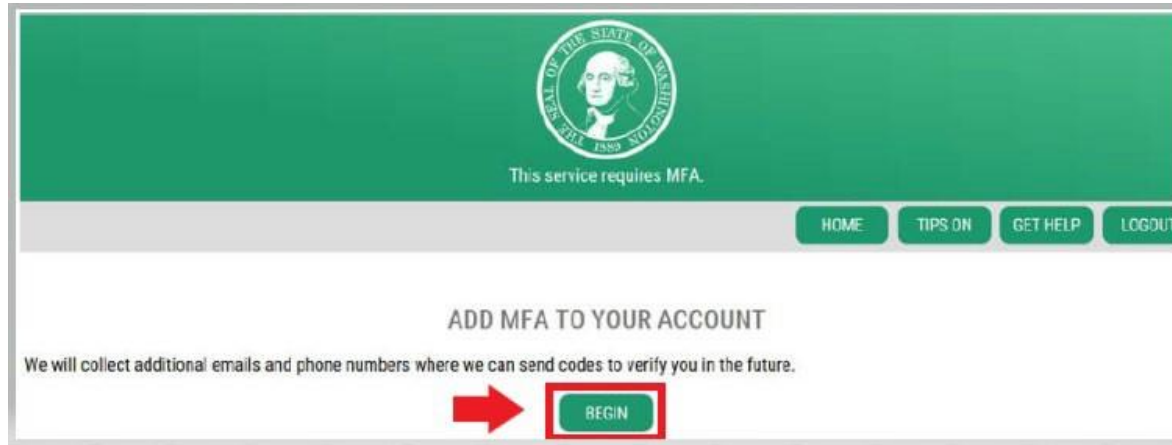 THE SEAL OF THE STATE OF WASHINGTON
1889
This service requires MFA.
HOME TIPS ON GET HELP LOGOUT
ADD MFA TO YOUR ACCOUNT
We will collect additional emails and phone numbers where we can send codes to verify you in the future.
BEGIN